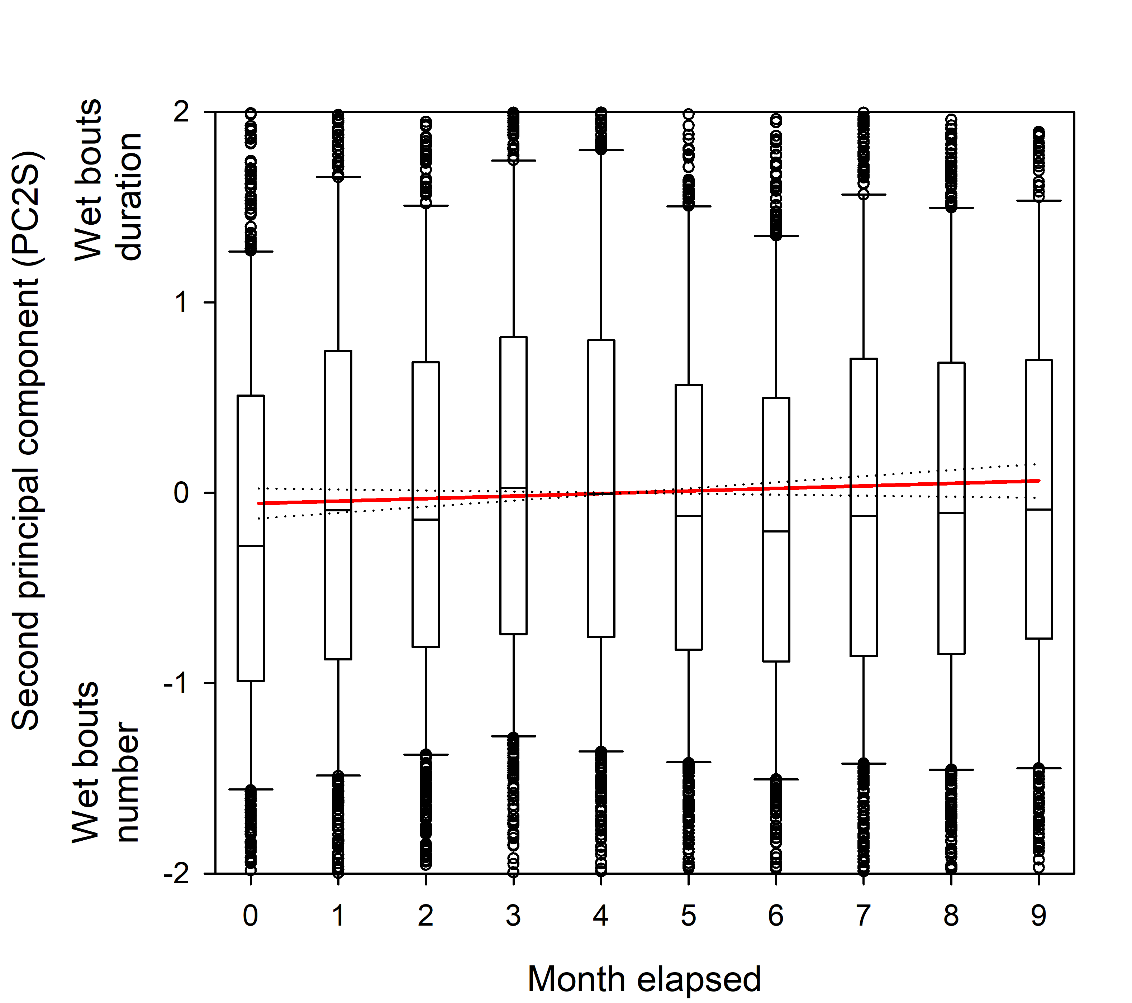 Second principal component (PC2S)
Wet bouts
duration
Wet bouts
number
2
1
0
-1
-2
0 1 2 3 4 5 6 7 8 9
Month elapsed